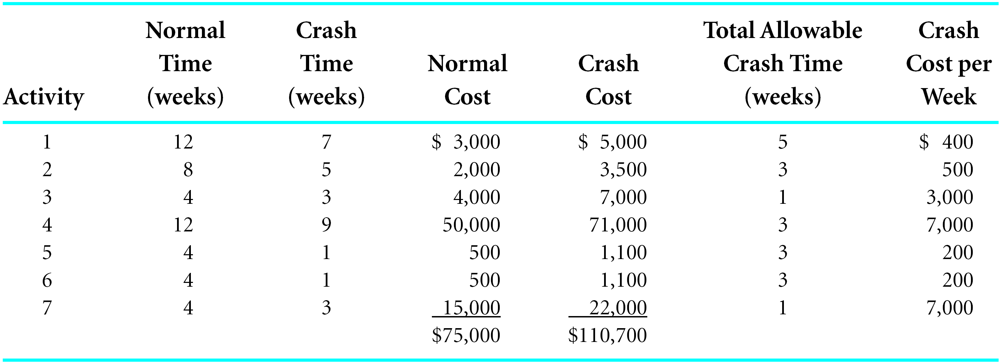 Normal Crash Total Allowable Crash
Time Time Normal Crash Crash Time Cost per
Activity (weeks) (weeks) Cost Cost (weeks) Week
1 12 7 $ 3,000 $ 5,000 5 $ 400
2 8 5 2,000 3,500 3 500
3 4 3 4,000 7,000 1 3,000
4 12 9 50,000 71,000 3 7,000
5 4 1 500 1,100 3 200
6 4 1 500 1,100 3 200
7 4 3 15,000 22,000 1 7,000
$75,000 $110,700